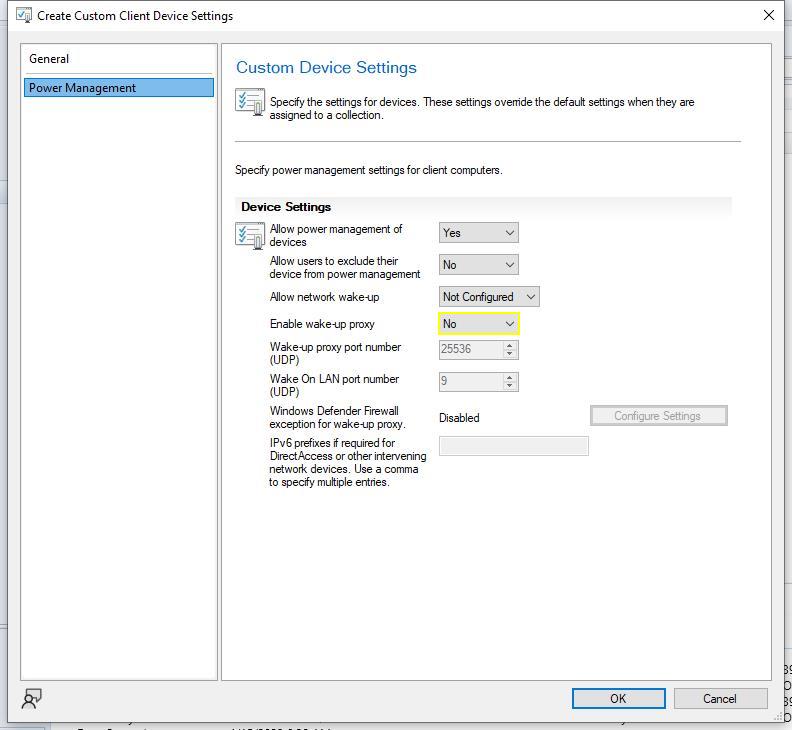 Create Custom Client Device Settings
General
Power Management
Custom Device Settings
Specify the settings for devices. These settings override the default settings when they are
assigned to a collection.
Specify power management settings for client computers.
Device Settings
Allow power management of
devices
Yes
Allow users to exclude their
device from power management
No
Allow network wake-up
Not Configured
Enable wake-up proxy
No
Wake-up proxy port number
(UDP)
25536
Wake On LAN port number
(UDP)
9
Windows Defender Firewall
exception for wake-up proxy.
Disabled
Configure Settings
IPv6 prefixes if required for
DirectAccess or other intervening
network devices. Use a comma
to specify multiple entries.
OK
Cancel